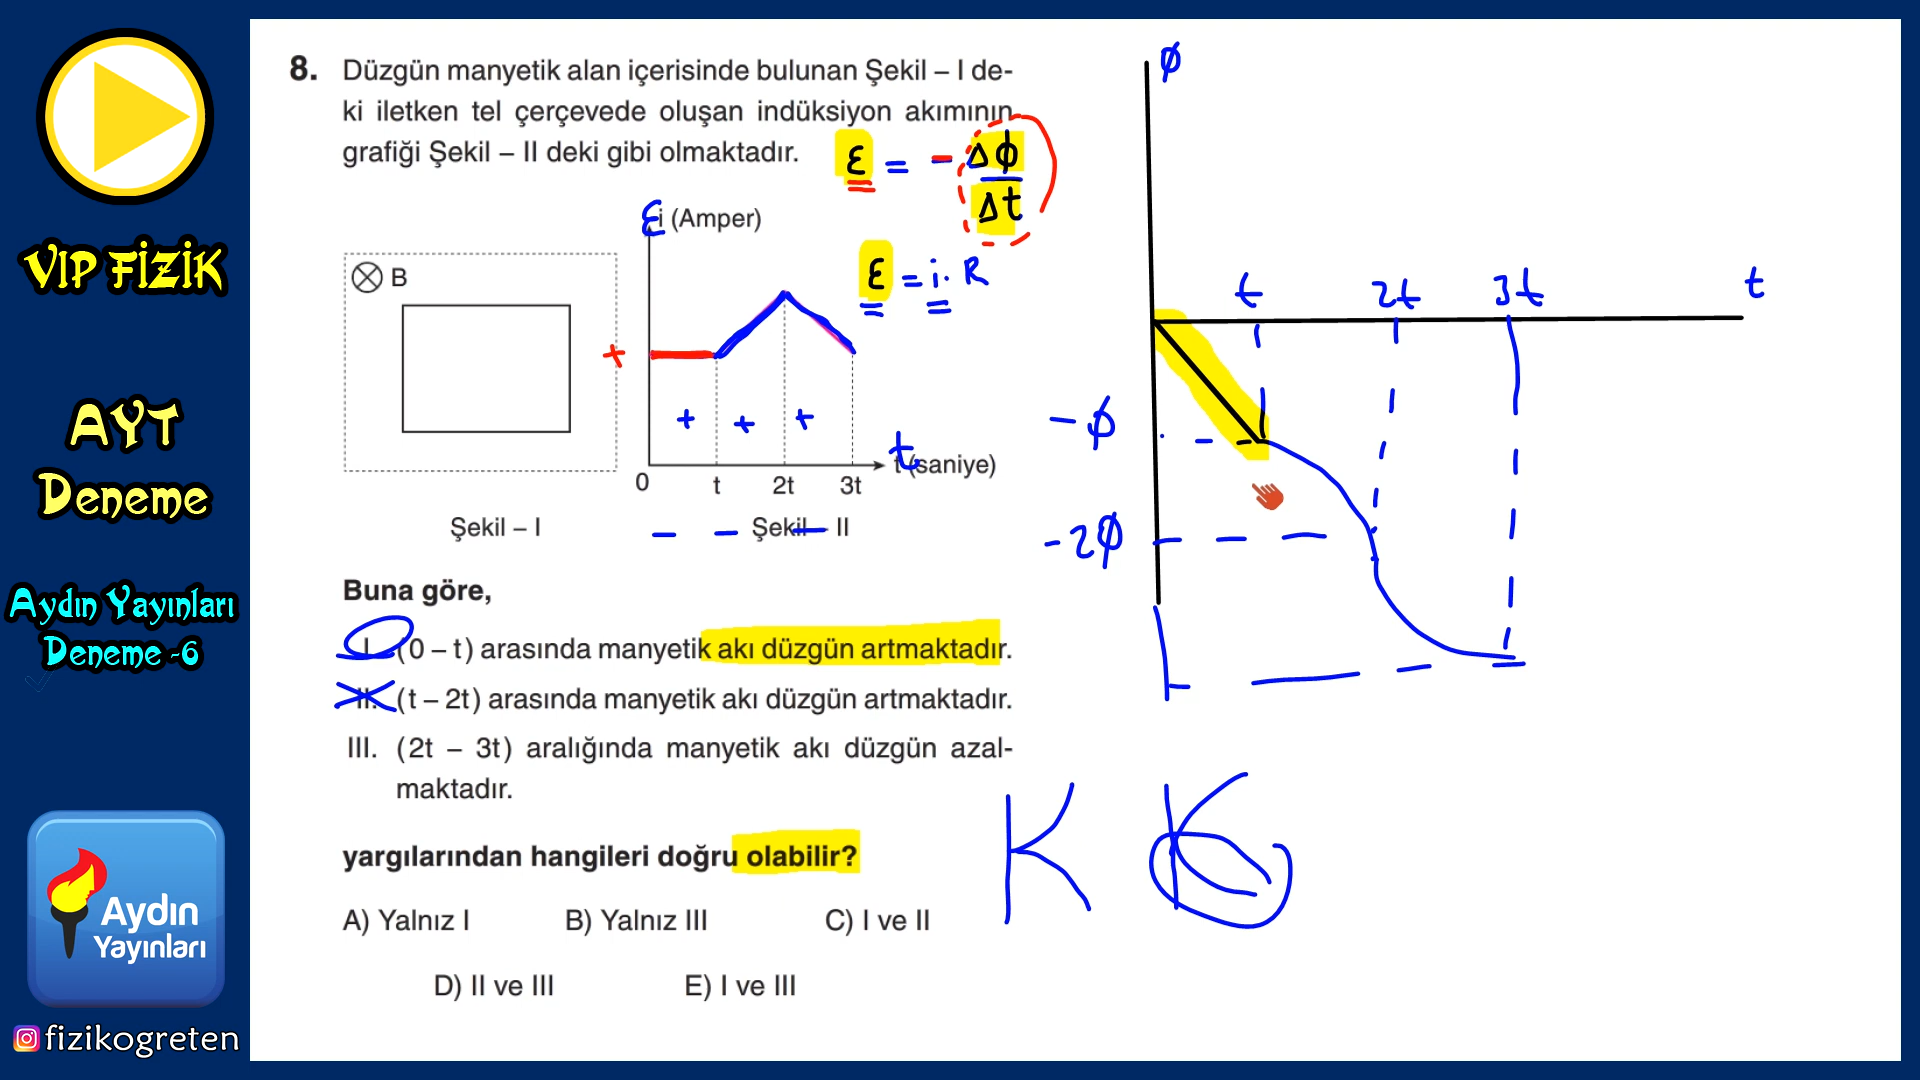 VIP FİZİK
AYT
Deneme
Aydın Yayınları
Deneme -6
Aydın
Yayınları
fizikogreten
8. Düzgün manyetik alan içerisinde bulunan Şekil – I de-
ki iletken tel çerçevede oluşan indüksiyon akımının
grafiği Şekil – II deki gibi olmaktadır.
ε = - Δϕ
Δt
ε = i . R
ε i (Amper)
B
+
+ + +
t t (saniye)
0 t 2t 3t
Şekil – I
Şekil – II
Buna göre,
I. (0 – t) arasında manyetik akı düzgün artmaktadır.
II. (t – 2t) arasında manyetik akı düzgün artmaktadır.
III. (2t – 3t) aralığında manyetik akı düzgün azal-
maktadır.
yargılarından hangileri doğru olabilir?
A) Yalnız I B) Yalnız III C) I ve II
D) II ve III E) I ve III
ϕ
t 2t 3t t
-ϕ
-2ϕ
K K